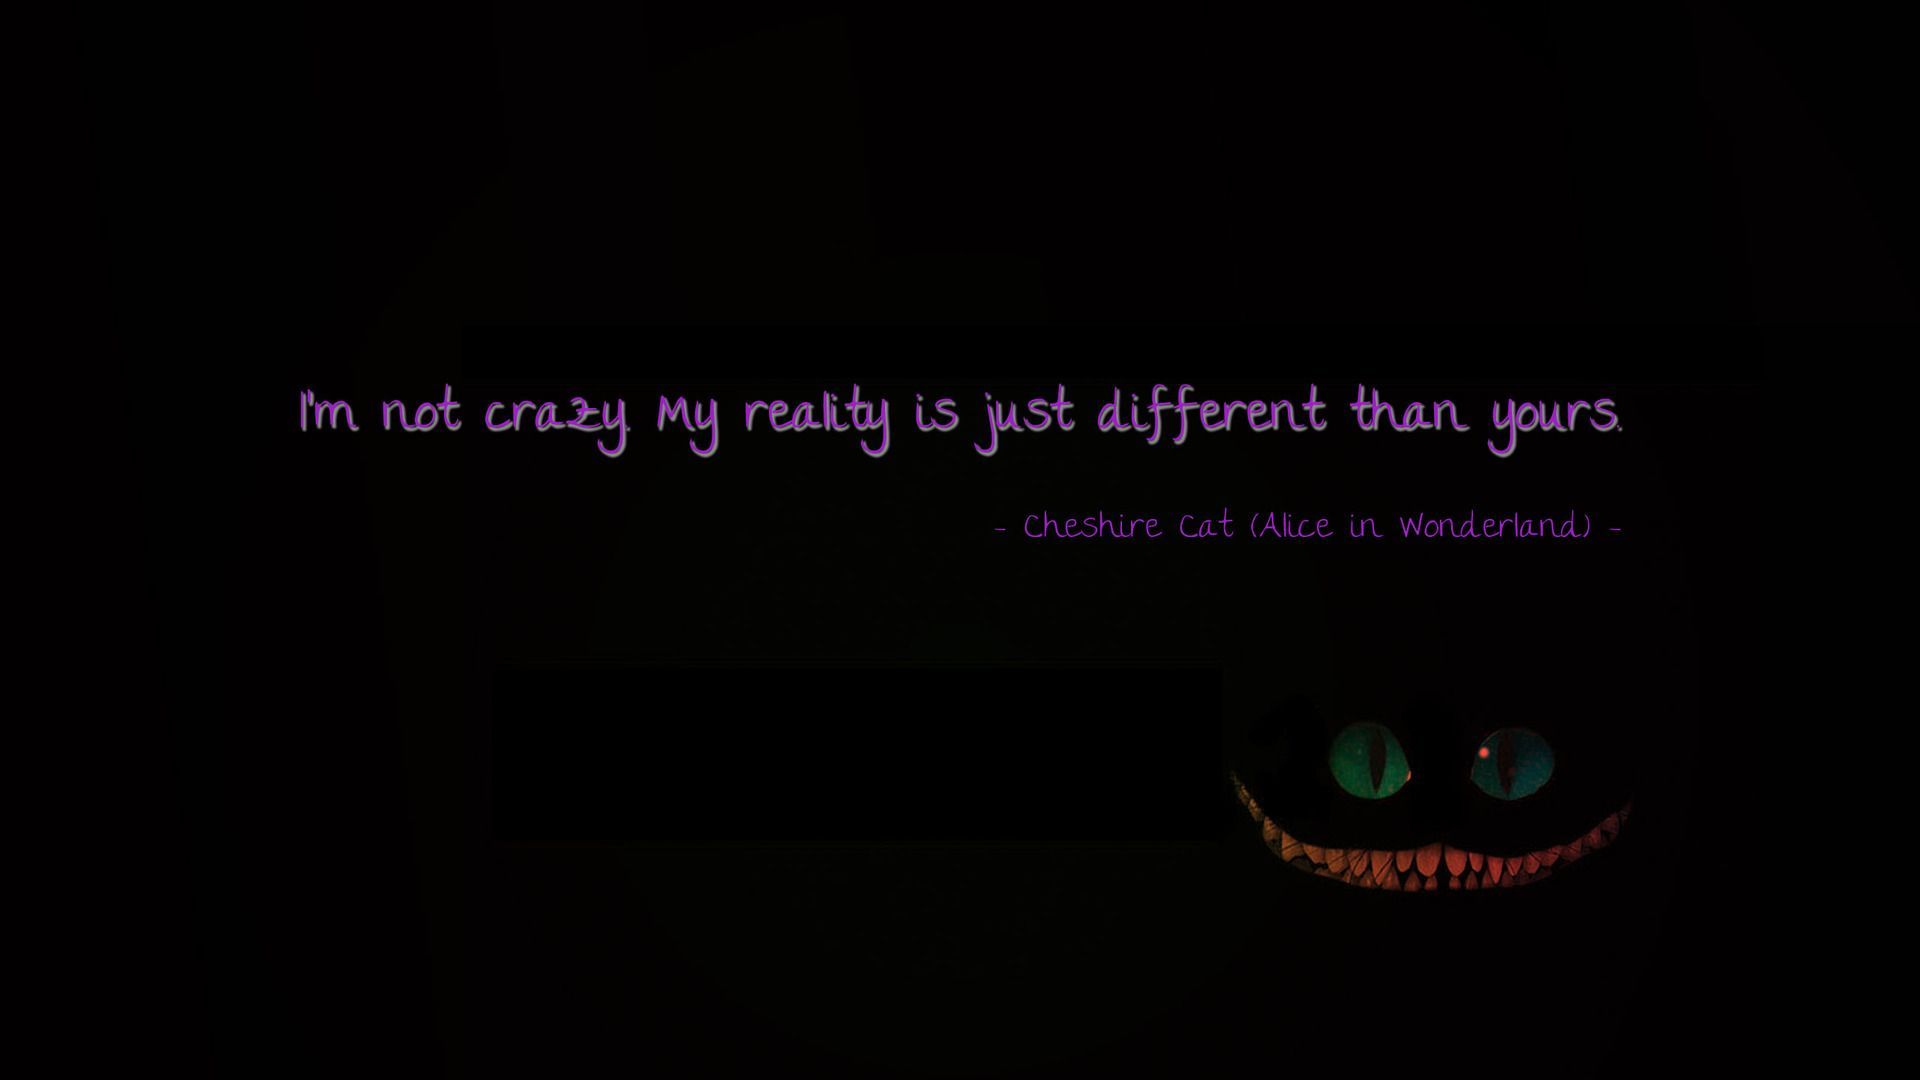 I'm not crazy. My reality is just different than yours.
- Cheshire Cat (Alice in Wonderland) -